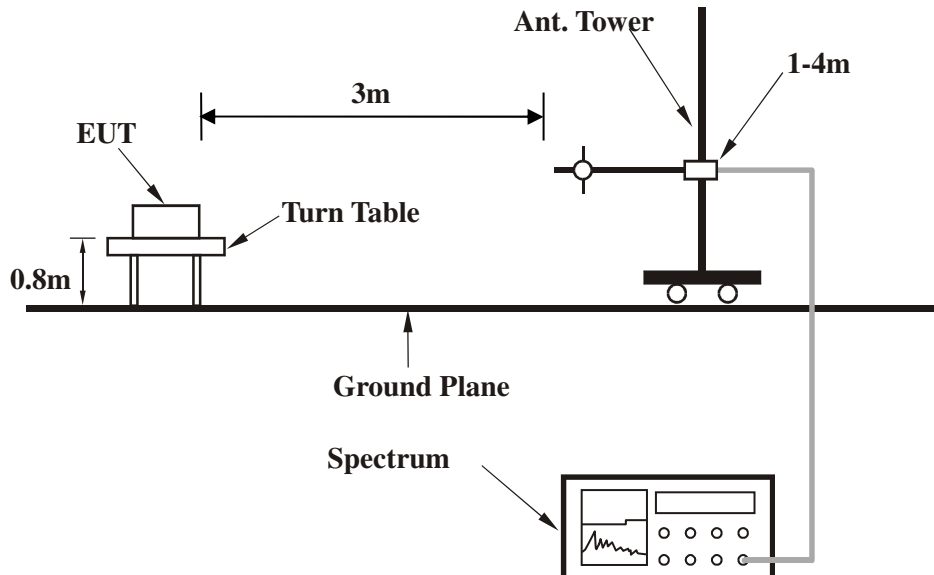 Ant. Tower
1-4m
3m
EUT
Turn Table
0.8m
Ground Plane
Spectrum